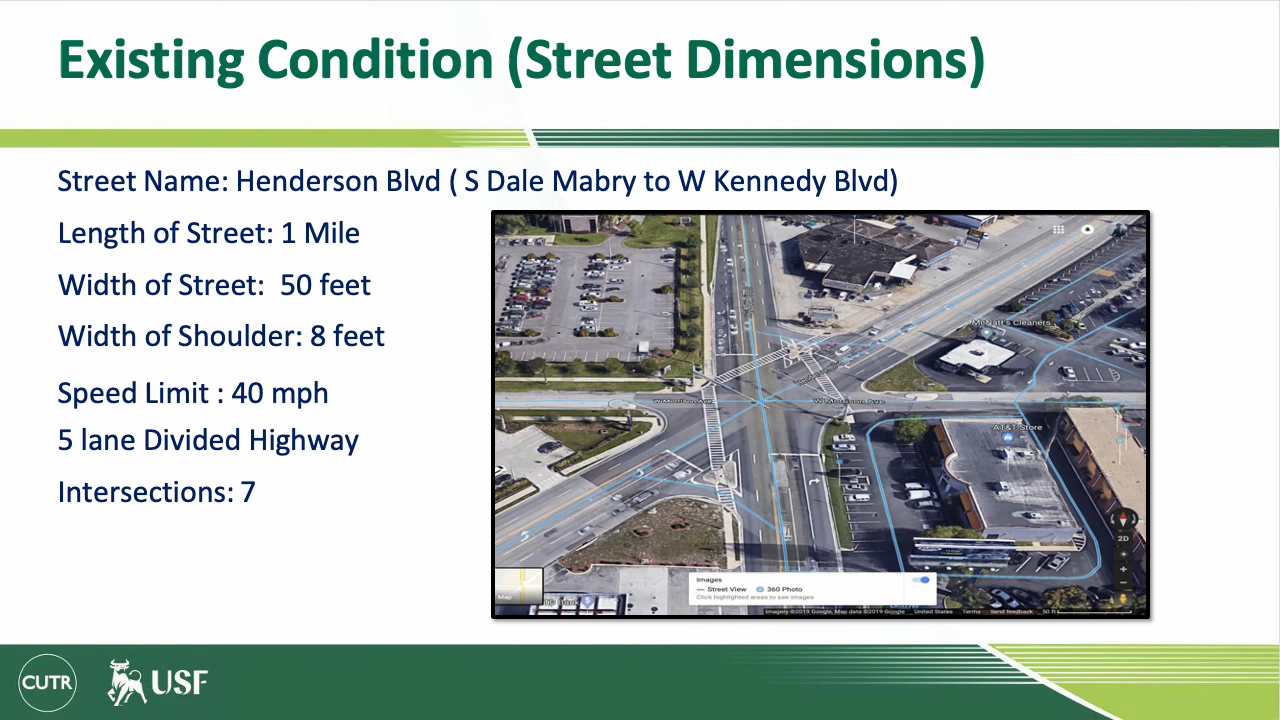 Existing Condition (Street Dimensions)
Street Name: Henderson Blvd ( S Dale Mabry to W Kennedy Blvd)
Length of Street: 1 Mile
Width of Street:  50 feet
Width of Shoulder: 8 feet
Speed Limit : 40 mph
5 lane Divided Highway
Intersections: 7
McNatt's Cleaners
W Morrison Ave
W Morrison Ave
AT&T Store
2D
Images
Street View
360 Photo
Click highlighted areas to see images
Map
Imagery ©2019 Google, Map data ©2019 Google
United States
Terms
Send feedback
50 ft
CUTR
USF